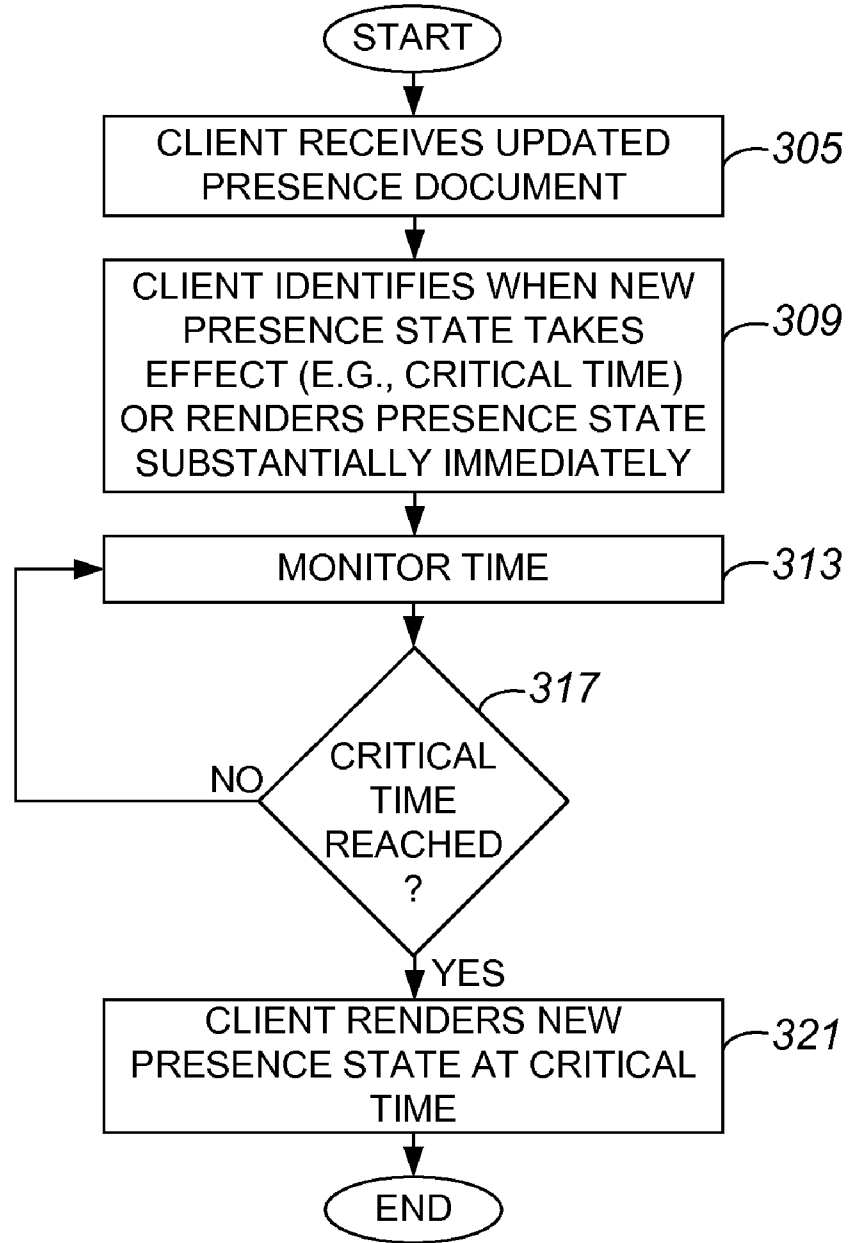 START
CLIENT RECEIVES UPDATED
PRESENCE DOCUMENT
305
CLIENT IDENTIFIES WHEN NEW
PRESENCE STATE TAKES
EFFECT (E.G., CRITICAL TIME)
OR RENDERS PRESENCE STATE
SUBSTANTIALLY IMMEDIATELY
309
MONITOR TIME
313
317
CRITICAL
TIME
REACHED
?
NO
YES
CLIENT RENDERS NEW
PRESENCE STATE AT CRITICAL
TIME
321
END